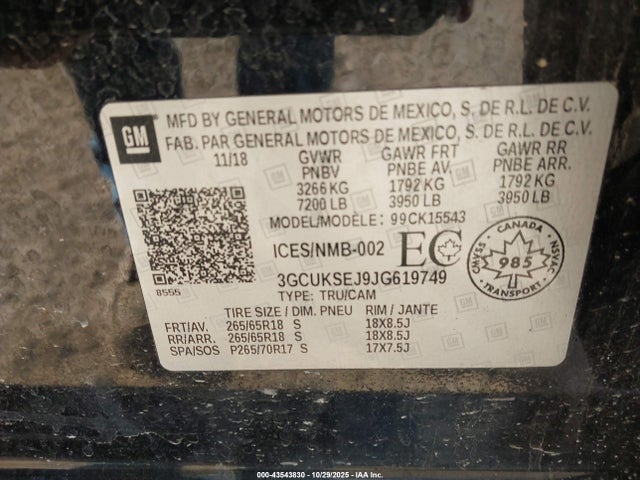 GM
MFD BY GENERAL MOTORS DE MEXICO, S. DE R.L. DE C.V.
FAB. PAR GENERAL MOTORS DE MEXICO, S. DE R.L. DE C.V.
11/18 GVWR GAWR FRT GAWR RR
PNBV PNBE AV PNBE ARR.
3266 KG 1792 KG 1792 KG
7200 LB 3950 LB 3950 LB
MODEL/MODÈLE: 99CK15543
ICES/NMB-002 EC
CANADA
CMVSS NSVAC
985
TRANSPORT
3GCUKSEJ9JG619749
8555
TYPE: TRU/CAM
TIRE SIZE / DIM. PNEU RIM / JANTE
FRT/AV. 265/65R18 S 18X8.5J
RR/ARR. 265/65R18 S 18X8.5J
SPA/SOS P265/70R17 S 17X7.5J
000-43543830 | 10/29/2025 | IAA Inc.